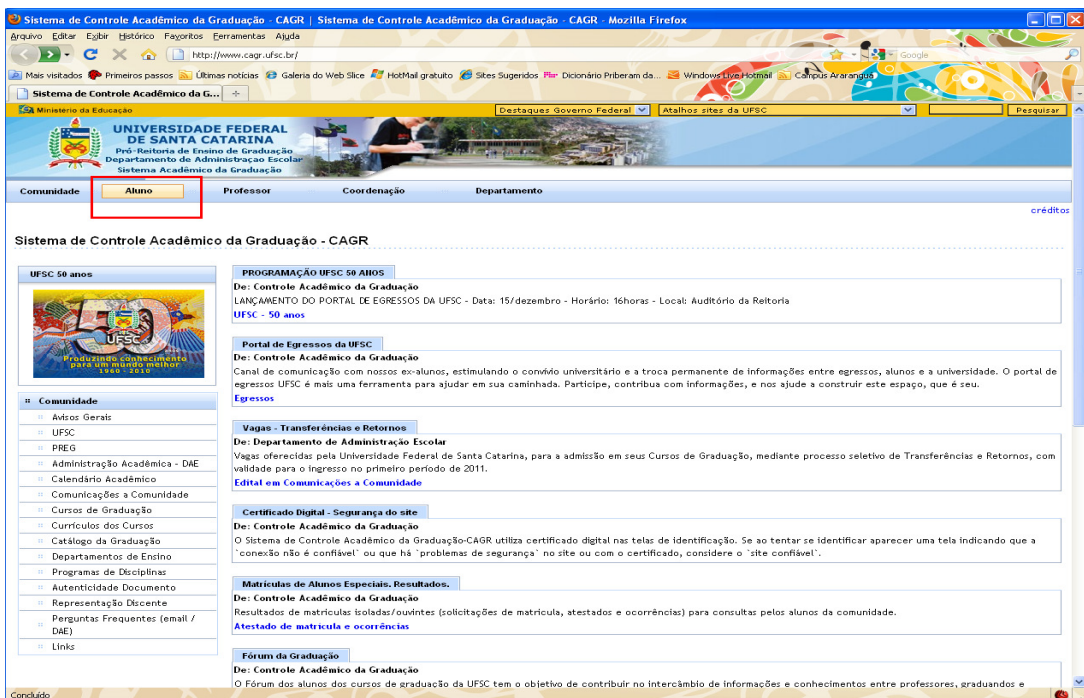 Sistema de Controle Acadêmico da Graduação - CAGR | Sistema de Controle Acadêmico da Graduação - CAGR - Mozilla Firefox
Arquivo Editar Exibir Histórico Favoritos Ferramentas Ajuda
http://www.cagr.ufsc.br/
Google
Mais visitados Primeiros passos Últimas notícias Galeria do Web Slice HotMail gratuito Sites Sugeridos Dicionário Priberam da... Windows Live Hotmail Campus Ararangua
Sistema de Controle Acadêmico da G...
Ministério da Educação
Destaques Governo Federal
Atalhos sites da UFSC
Pesquisar
UNIVERSIDADE FEDERAL
DE SANTA CATARINA
Pró-Reitoria de Ensino de Graduação
Departamento de Administraçao Escolar
Sistema Acadêmico da Graduação
Comunidade Aluno Professor Coordenação Departamento
créditos
Sistema de Controle Acadêmico da Graduação - CAGR
UFSC 50 anos
50
UFSC
Produzindo conhecimento
para um mundo melhor
1960 - 2010
:: Comunidade
:: Avisos Gerais
:: UFSC
:: PREG
:: Administração Acadêmica - DAE
:: Calendário Acadêmico
:: Comunicações a Comunidade
:: Cursos de Graduação
:: Currículos dos Cursos
:: Catálogo da Graduação
:: Departamentos de Ensino
:: Programas de Disciplinas
:: Autenticidade Documento
:: Representação Discente
:: Perguntas Frequentes (email /
DAE)
:: Links
PROGRAMAÇÃO UFSC 50 ANOS
De: Controle Acadêmico da Graduação
LANÇAMENTO DO PORTAL DE EGRESSOS DA UFSC - Data: 15/dezembro - Horário: 16horas - Local: Auditório da Reitoria
UFSC - 50 anos
Portal de Egressos da UFSC
De: Controle Acadêmico da Graduação
Canal de comunicação com nossos ex-alunos, estimulando o convívio universitário e a troca permanente de informações entre egressos, alunos e a universidade. O portal de
egressos UFSC é mais uma ferramenta para ajudar em sua caminhada. Participe, contribua com informações, e nos ajude a construir este espaço, que é seu.
Egressos
Vagas - Transferências e Retornos
De: Departamento de Administração Escolar
Vagas oferecidas pela Universidade Federal de Santa Catarina, para a admissão em seus Cursos de Graduação, mediante processo seletivo de Transferências e Retornos, com
validade para o ingresso no primeiro período de 2011.
Edital em Comunicações a Comunidade
Certificado Digital - Segurança do site
De: Controle Acadêmico da Graduação
O Sistema de Controle Acadêmico da Graduação-CAGR utiliza certificado digital nas telas de identificação. Se ao tentar se identificar aparecer uma tela indicando que a
`conexão não é confiável` ou que há `problemas de segurança` no site ou com o certificado, considere o `site confiável`.
Matrículas de Alunos Especiais. Resultados.
De: Controle Acadêmico da Graduação
Resultados de matriculas isoladas/ouvintes (solicitações de matricula, atestados e ocorrências) para consultas pelos alunos da comunidade.
Atestado de matrícula e ocorrências
Fórum da Graduação
De: Controle Acadêmico da Graduação
O Fórum dos alunos dos cursos de graduação da UFSC tem o objetivo de contribuir no intercâmbio de informações e conhecimentos entre professores, graduandos e
Concluído